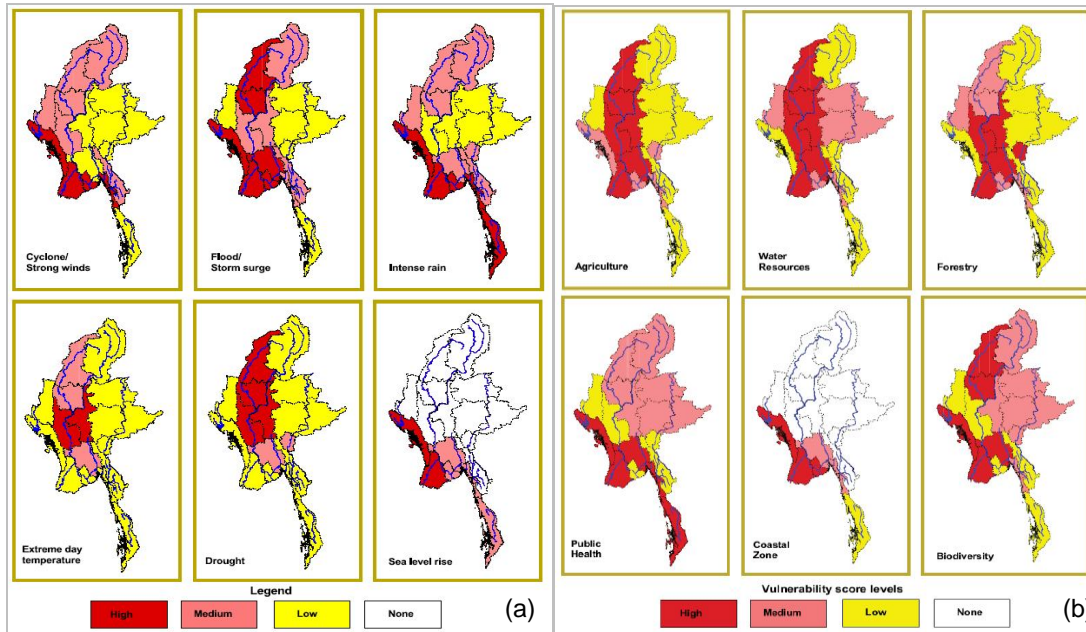 Cyclone/
Strong winds
Flood/
Storm surge
Intense rain
Extreme day
temperature
Drought
Sea level rise
Legend
High
Medium
Low
None
(a)
Agriculture
Water
Resources
Forestry
Public
Health
Coastal
Zone
Biodiversity
Vulnerability score levels
High
Medium
Low
None
(b)